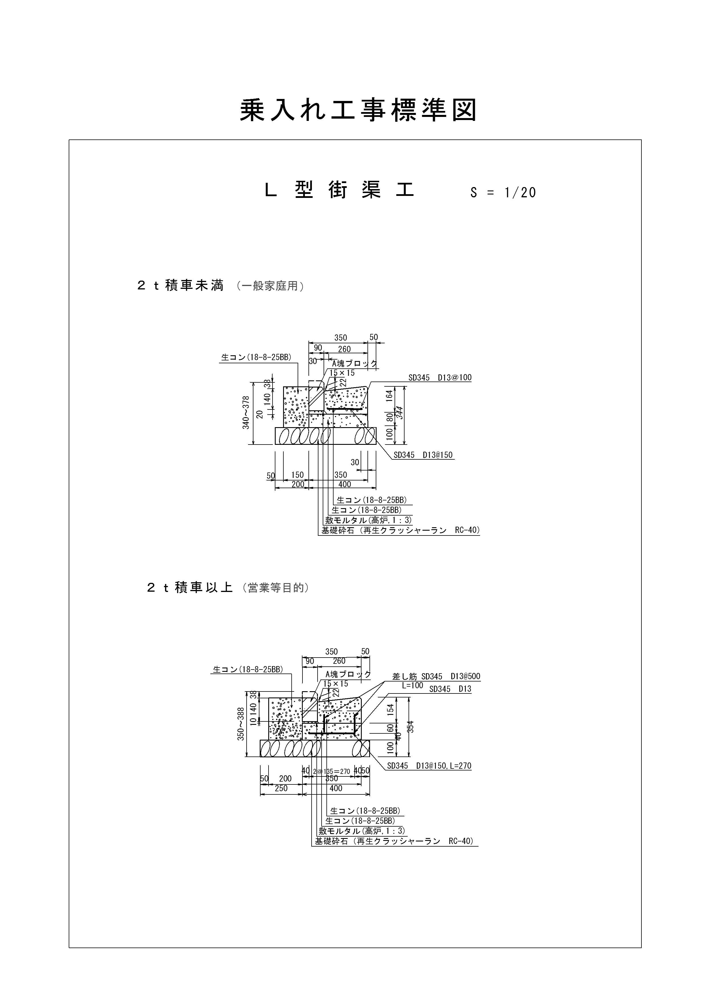 乗入れ工事標準図
L型街渠工 S = 1/20
2t積車未満 (一般家庭用)
350 50
90 260
30
生コン(18-8-25BB)
A塊ブロック
15×15
22
SD345 D13@100
38
140
20
340~378
164
80
100
344
SD345 D13@150
30
50 150 350
200 400
生コン(18-8-25BB)
生コン(18-8-25BB)
敷モルタル(高炉,1:3)
基礎砕石 (再生クラッシャーラン RC-40)
2t積車以上 (営業等目的)
350 50
90 260
生コン(18-8-25BB)
A塊ブロック
15×15
22
差し筋 SD345 D13@500
L=100 SD345 D13
38
140
10
350~388
154
60
40
100
354
SD345 D13@150,L=270
40 2@135=270 40 50
50 200 350
250 400
生コン(18-8-25BB)
生コン(18-8-25BB)
敷モルタル(高炉,1:3)
基礎砕石 (再生クラッシャーラン RC-40)